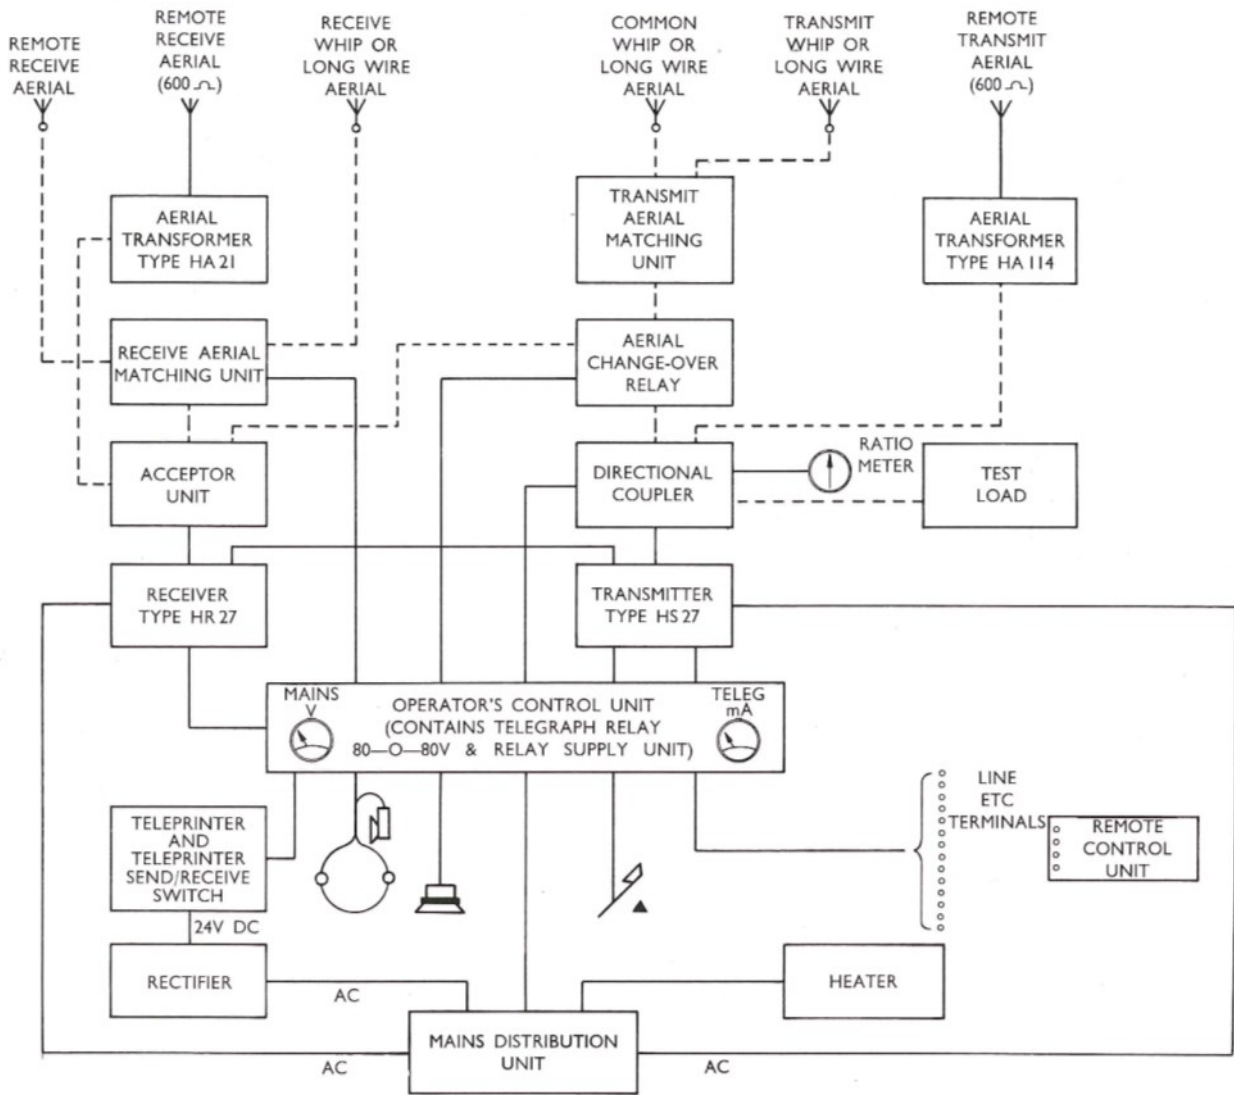 REMOTE
RECEIVE
AERIAL
REMOTE
RECEIVE
AERIAL
(600 Ω)
RECEIVE
WHIP OR
LONG WIRE
AERIAL
COMMON
WHIP OR
LONG WIRE
AERIAL
TRANSMIT
WHIP OR
LONG WIRE
AERIAL
REMOTE
TRANSMIT
AERIAL
(600 Ω)
AERIAL
TRANSFORMER
TYPE HA 21
TRANSMIT
AERIAL
MATCHING
UNIT
AERIAL
TRANSFORMER
TYPE HA 114
RECEIVE AERIAL
MATCHING UNIT
AERIAL
CHANGE-OVER
RELAY
ACCEPTOR
UNIT
DIRECTIONAL
COUPLER
RATIO
METER
TEST
LOAD
RECEIVER
TYPE HR 27
TRANSMITTER
TYPE HS 27
MAINS
V
OPERATOR'S CONTROL UNIT
(CONTAINS TELEGRAPH RELAY
80—O—80V & RELAY SUPPLY UNIT)
TELEG
mA
TELEPRINTER
AND
TELEPRINTER
SEND/RECEIVE
SWITCH
LINE
ETC
TERMINALS
REMOTE
CONTROL
UNIT
24V DC
RECTIFIER
AC
HEATER
MAINS DISTRIBUTION
UNIT
AC
AC